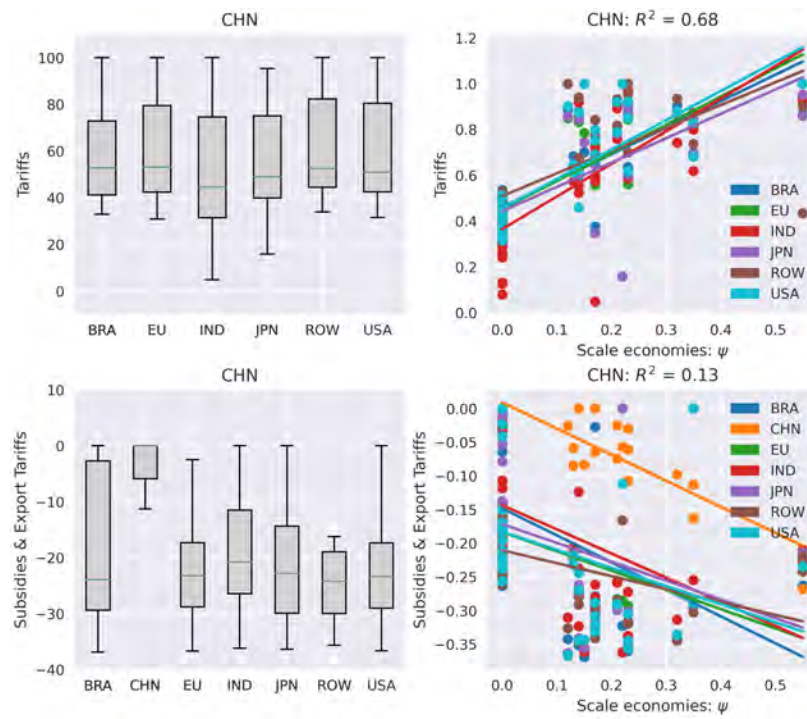 CHN
Tariffs
100
80
60
40
20
0
BRA EU IND JPN ROW USA
CHN: R² = 0.68
1.2
1.0
0.8
0.6
0.4
0.2
0.0
BRA
EU
IND
JPN
ROW
USA
0.0 0.1 0.2 0.3 0.4 0.5
Scale economies: ψ
CHN
Subsidies & Export Tariffs
10
0
−10
−20
−30
−40
BRA CHN EU IND JPN ROW USA
CHN: R² = 0.13
Subsidies & Export Tariffs
0.00
−0.05
−0.10
−0.15
−0.20
−0.25
−0.30
−0.35
BRA
CHN
EU
IND
JPN
ROW
USA
0.0 0.1 0.2 0.3 0.4 0.5
Scale economies: ψ